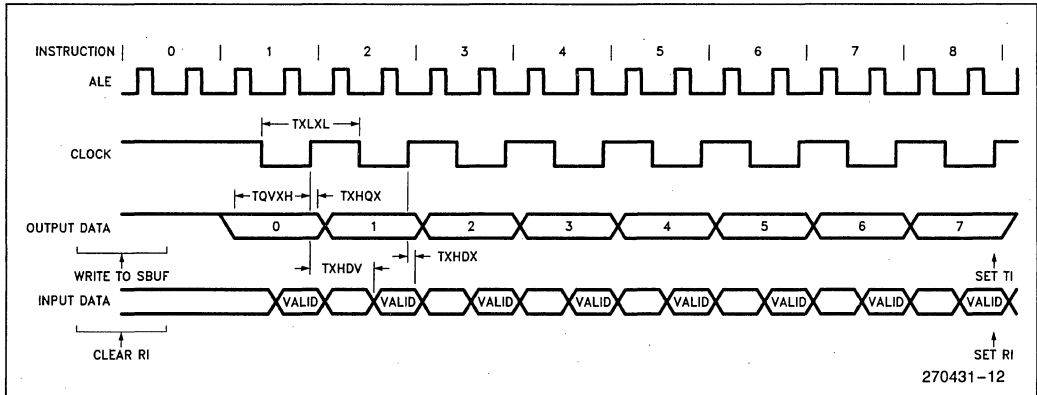 INSTRUCTION | 0 | 1 | 2 | 3 | 4 | 5 | 6 | 7 | 8 |
ALE
TXLXL
CLOCK
TQVXH TXHQX
OUTPUT DATA 0 1 2 3 4 5 6 7
TXHDV TXHDX
WRITE TO SBUF SET TI
INPUT DATA VALID VALID VALID VALID VALID VALID VALID VALID
CLEAR RI SET RI
270431-12